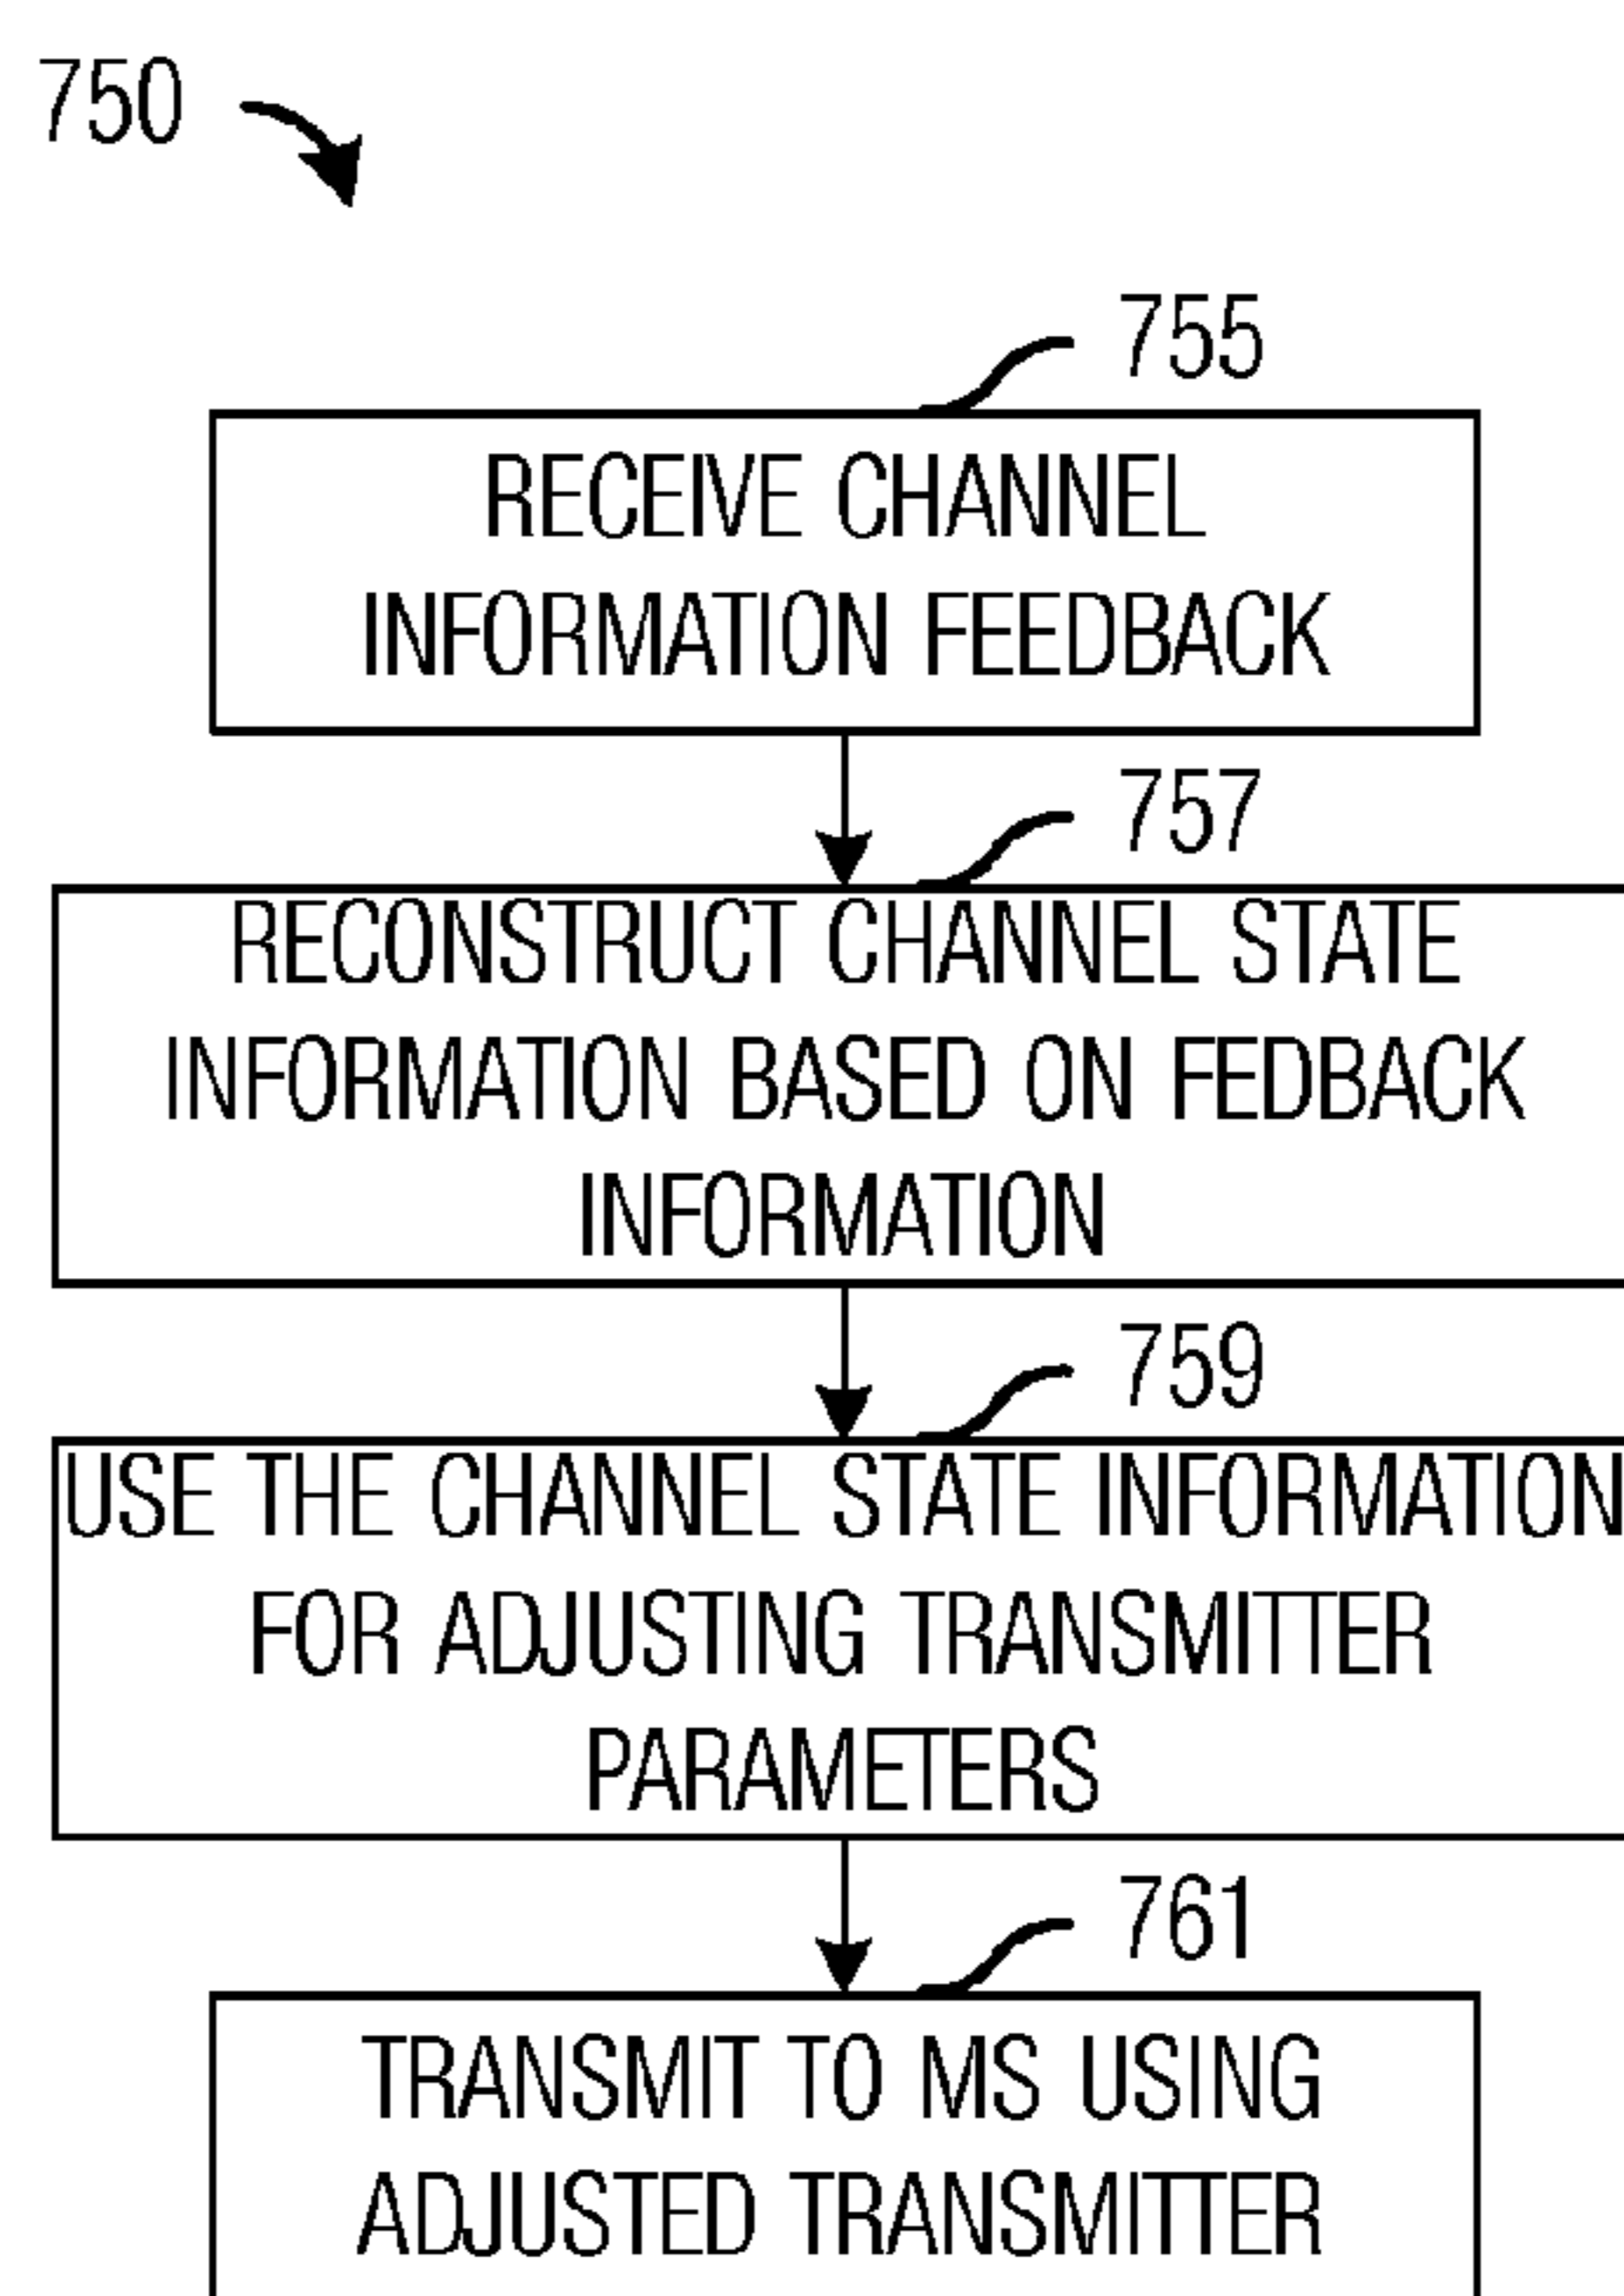 750
755
RECEIVE CHANNEL
INFORMATION FEEDBACK
757
RECONSTRUCT CHANNEL STATE
INFORMATION BASED ON FEDBACK
INFORMATION
759
USE THE CHANNEL STATE INFORMATION
FOR ADJUSTING TRANSMITTER
PARAMETERS
761
TRANSMIT TO MS USING
ADJUSTED TRANSMITTER